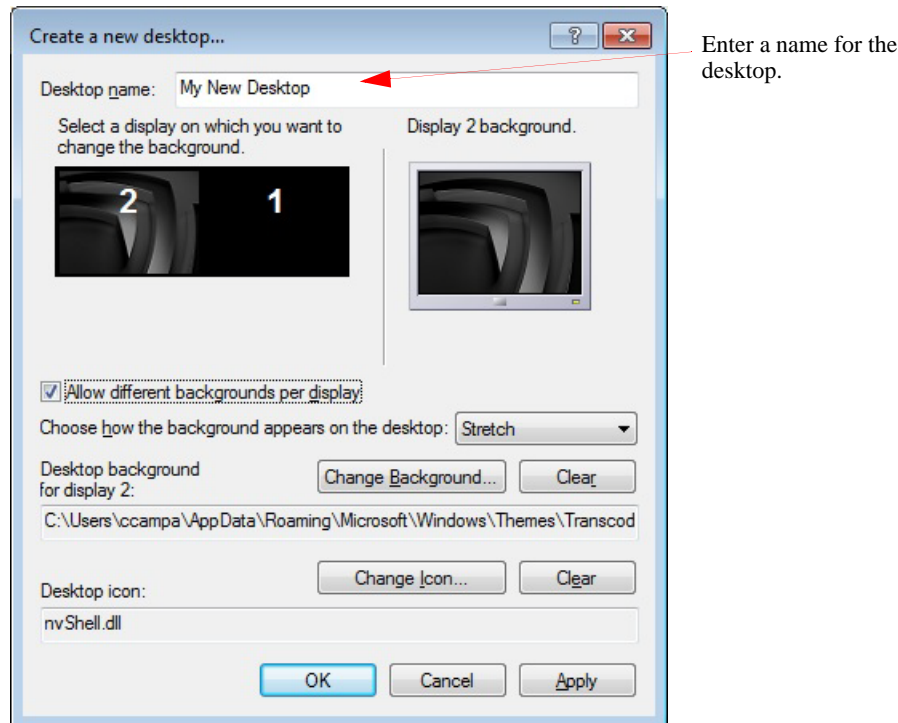 Create a new desktop...
Enter a name for the
desktop.
Desktop name:
My New Desktop
Select a display on which you want to
change the background.
Display 2 background.
2
1
Allow different backgrounds per display
Choose how the background appears on the desktop:
Stretch
Desktop background
for display 2:
Change Background...
Clear
C:\Users\ccampa\AppData\Roaming\Microsoft\Windows\Themes\Transcod
Change Icon...
Clear
Desktop icon:
nvShell.dll
OK
Cancel
Apply